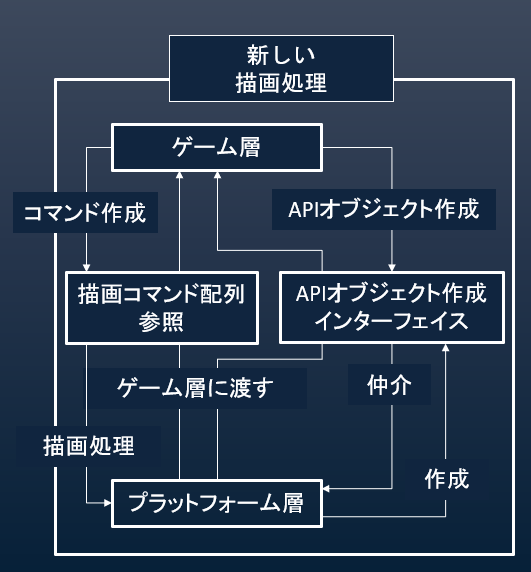 新しい
描画処理
ゲーム層
コマンド作成
APIオブジェクト作成
描画コマンド配列
参照
APIオブジェクト作成
インターフェイス
ゲーム層に渡す
仲介
描画処理
作成
プラットフォーム層